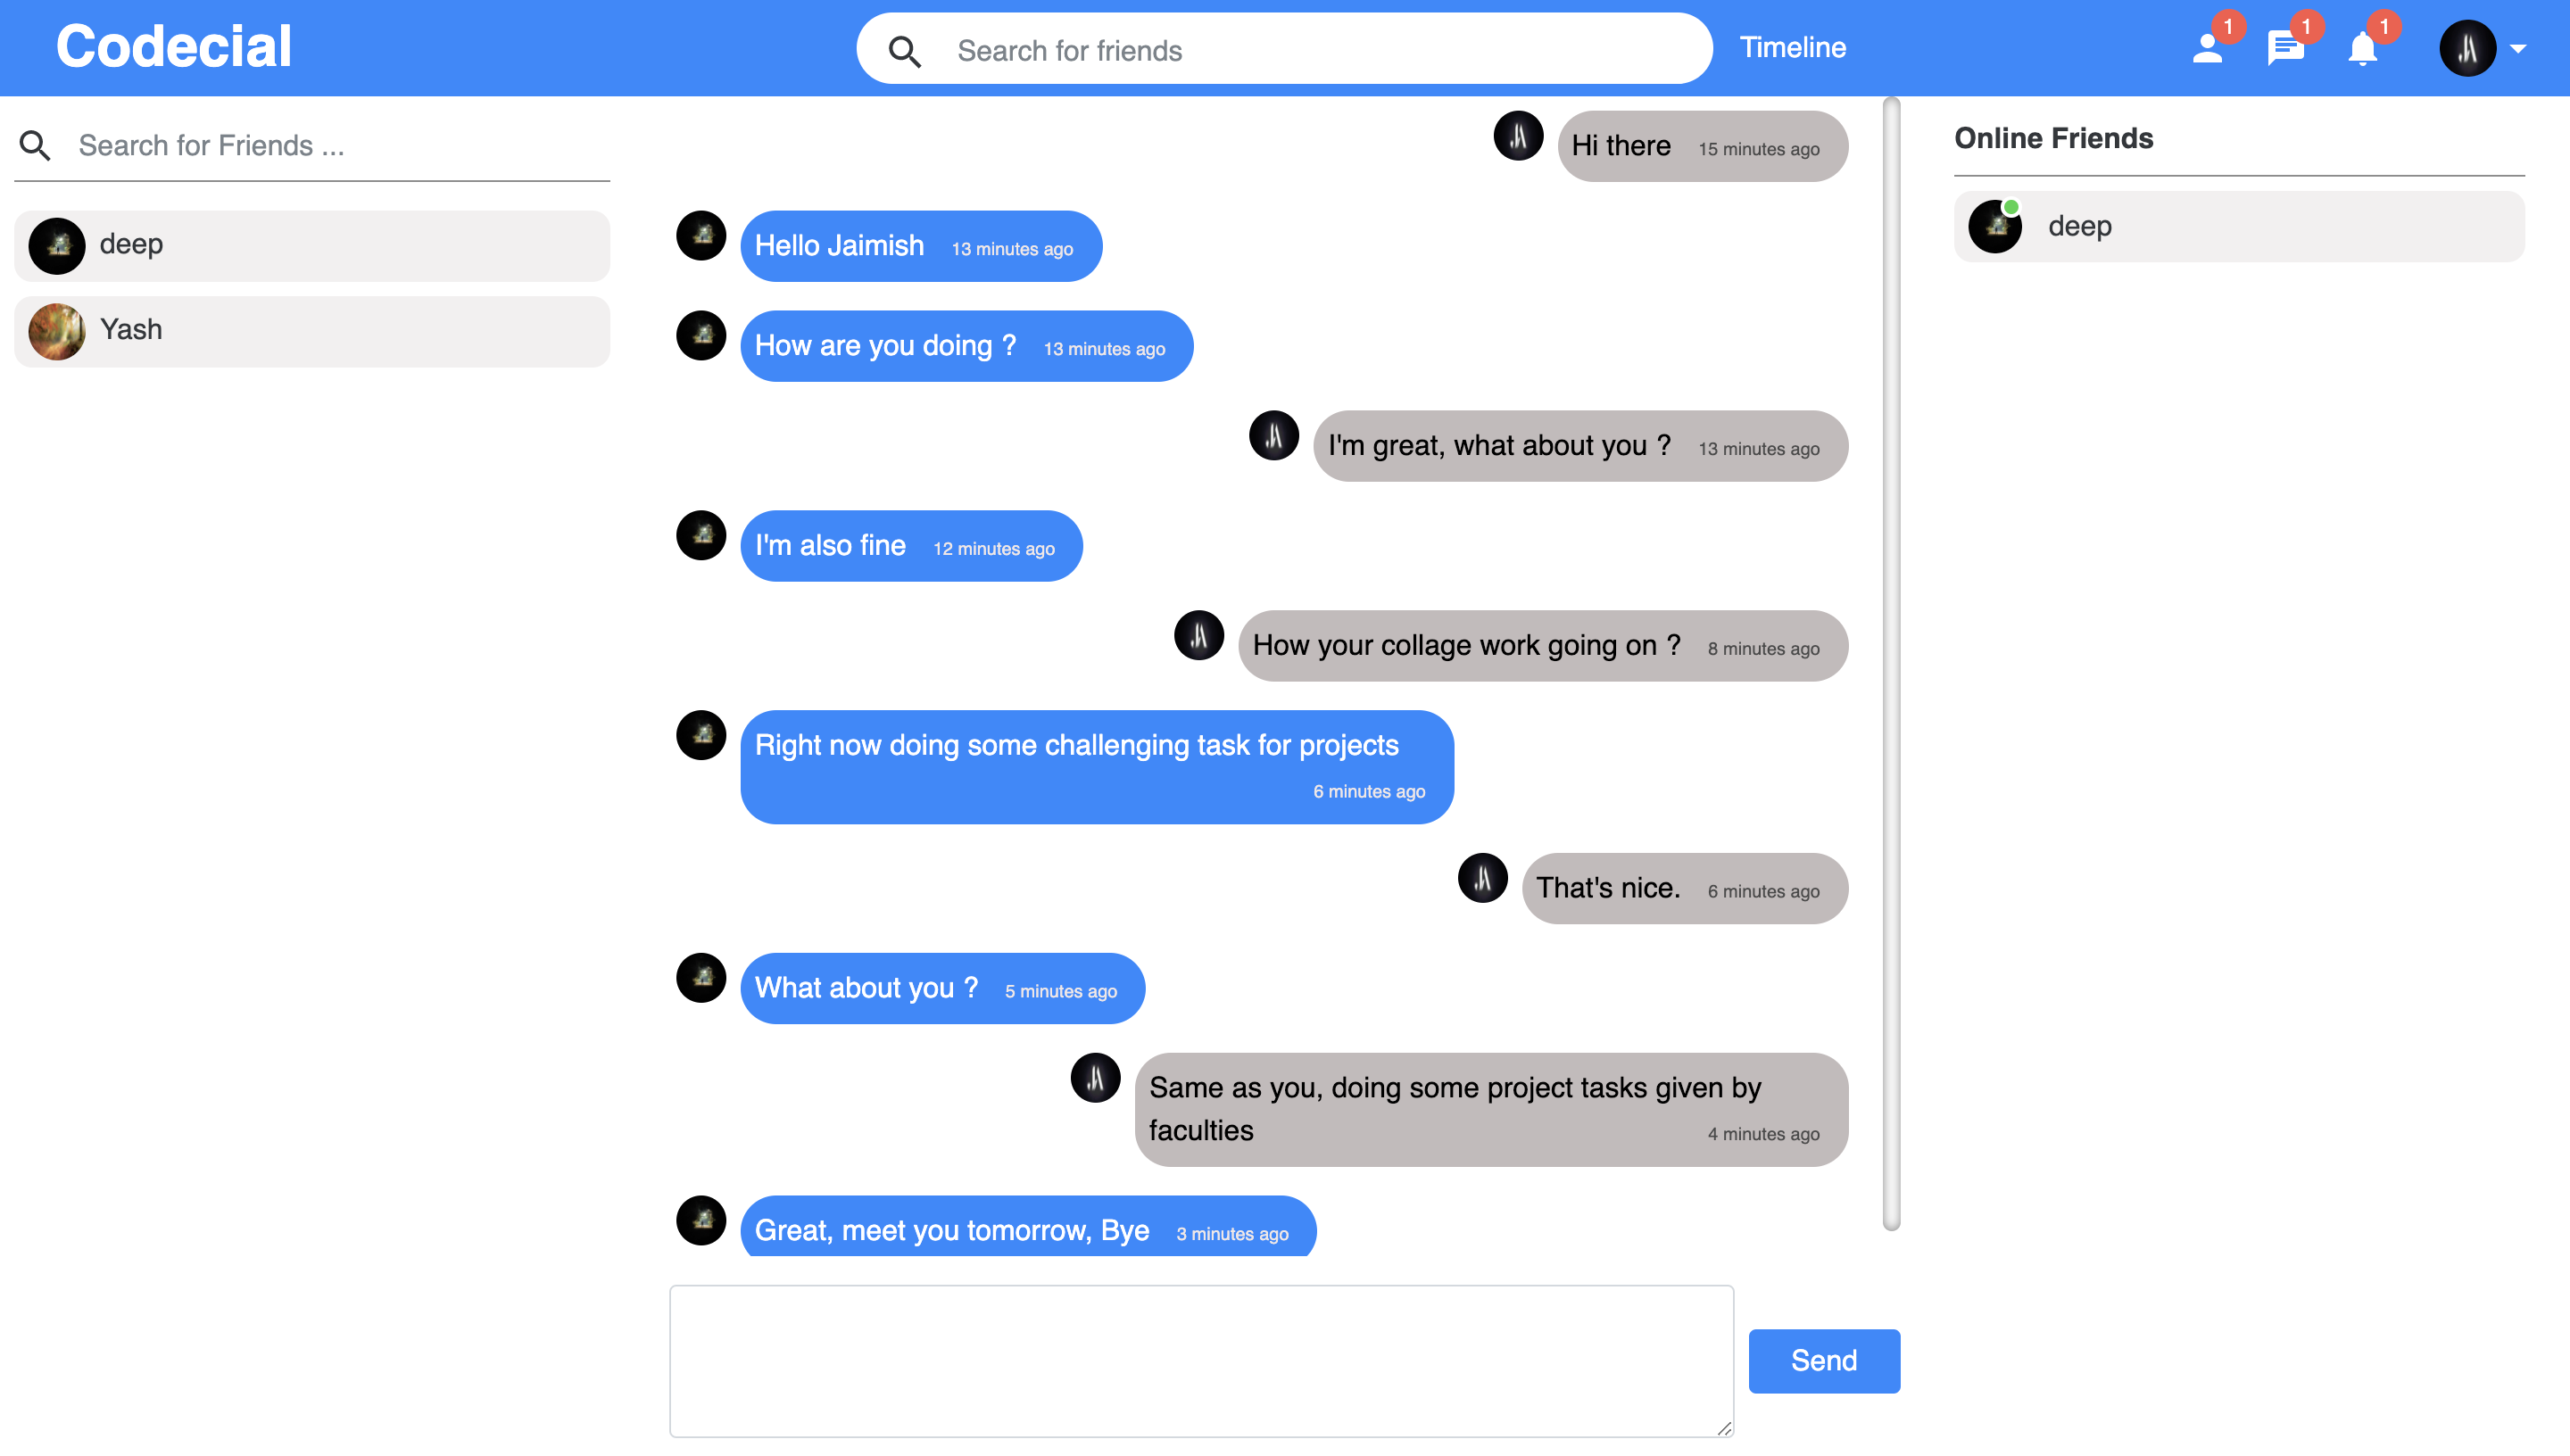 Codecial
Search for friends
Timeline
1
1
1
Search for Friends ...
deep
Yash
Hi there 15 minutes ago
Hello Jaimish 13 minutes ago
How are you doing ? 13 minutes ago
I'm great, what about you ? 13 minutes ago
I'm also fine 12 minutes ago
How your collage work going on ? 8 minutes ago
Right now doing some challenging task for projects
6 minutes ago
That's nice. 6 minutes ago
What about you ? 5 minutes ago
Same as you, doing some project tasks given by
faculties 4 minutes ago
Great, meet you tomorrow, Bye 3 minutes ago
Send
Online Friends
deep